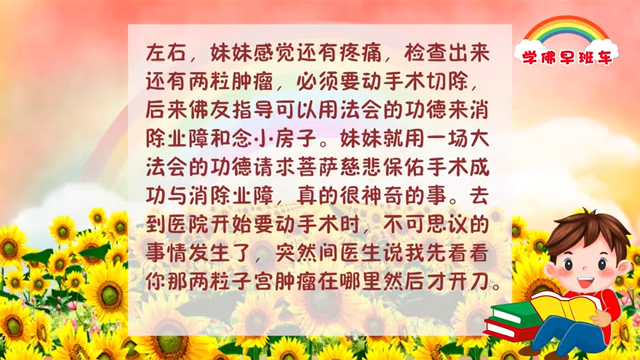 学佛早班车
左右，妹妹感觉还有疼痛，检查出来
还有两粒肿瘤，必须要动手术切除，
后来佛友指导可以用法会的功德来消
除业障和念小房子。妹妹就用一场大
法会的功德请求菩萨慈悲保佑手术成
功与消除业障，真的很神奇的事。去
到医院开始要动手术时，不可思议的
事情发生了，突然间医生说我先看看
你那两粒子宫肿瘤在哪里然后才开刀。